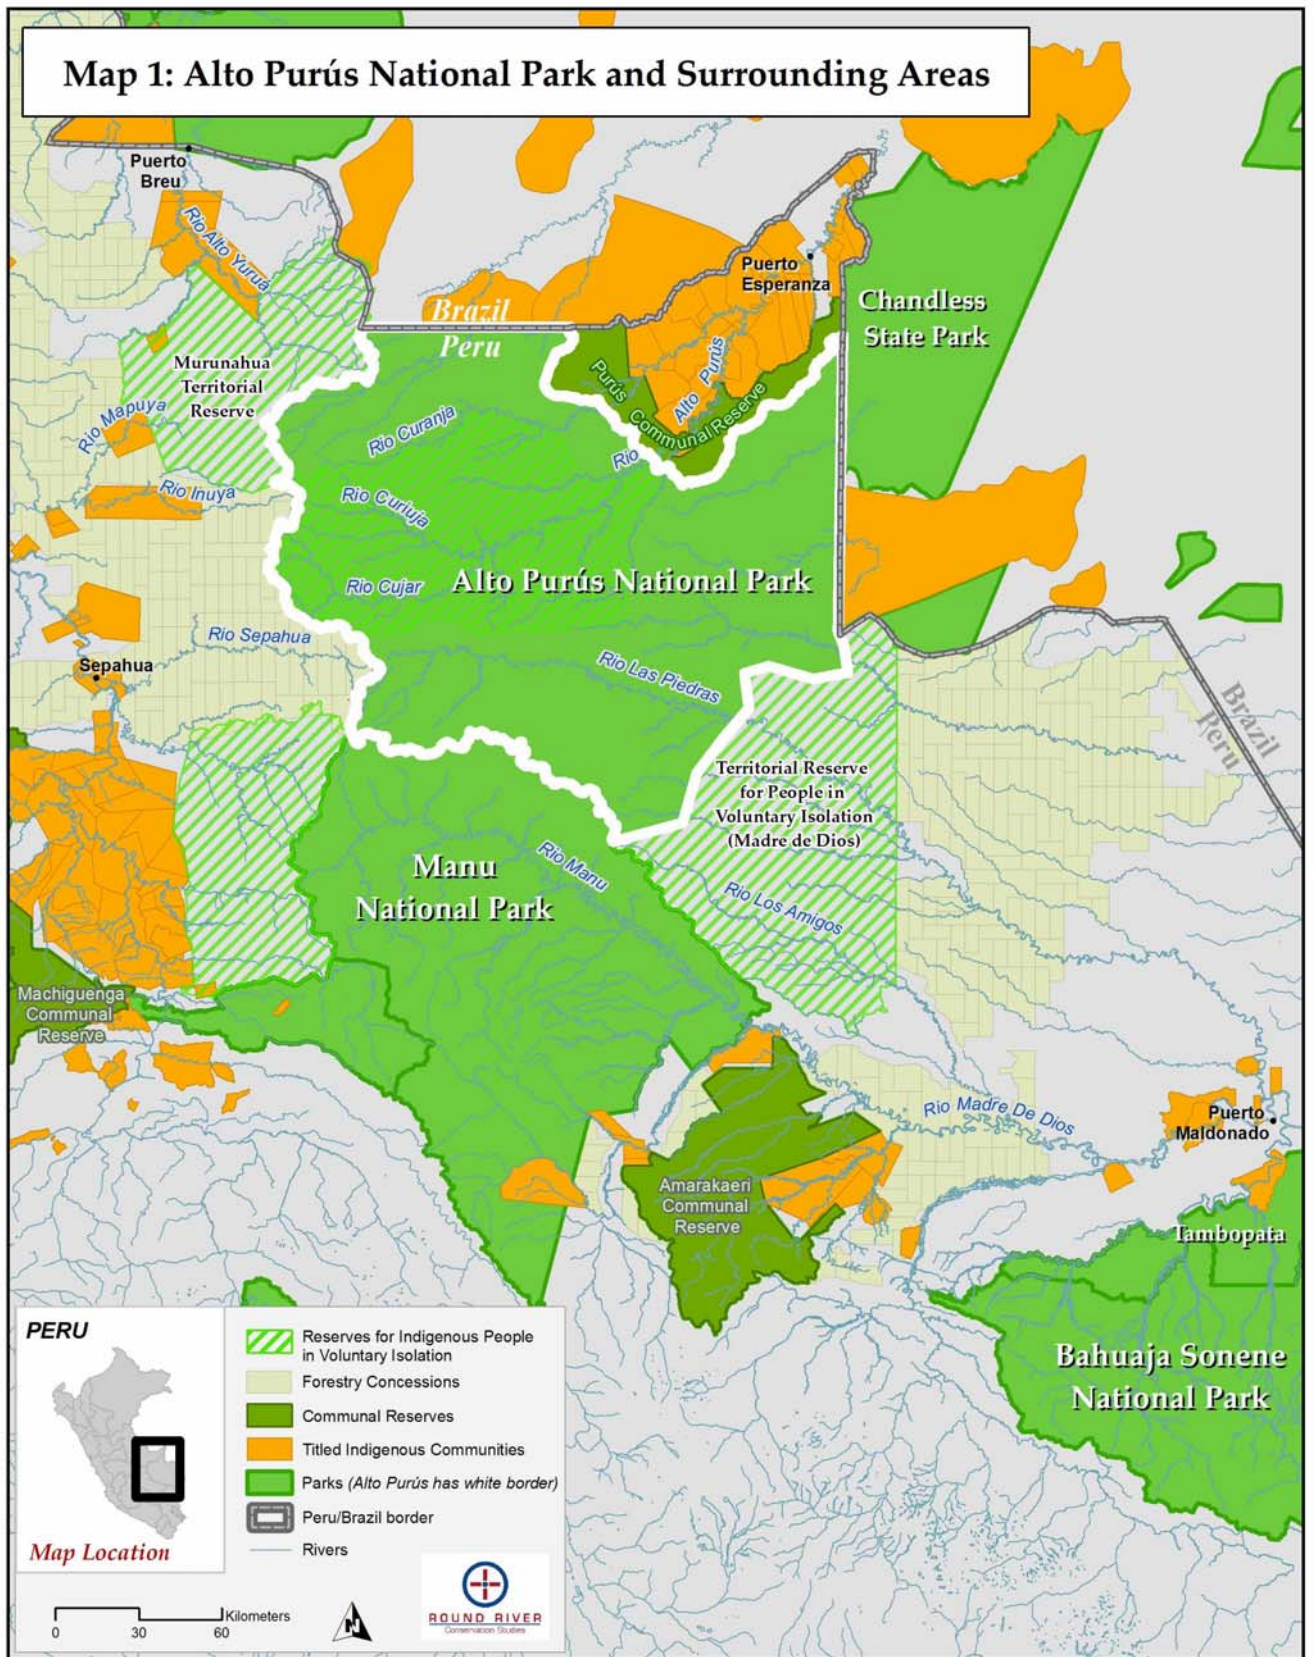 Map 1: Alto Purús National Park and Surrounding Areas
Puerto
Breu
Rio Alto Yuruá
Puerto
Esperanza
Chandless
State Park
Brazil
Peru
Murunahua
Territorial
Reserve
Purús Communal Reserve
Rio Alto Purús
Rio Mapuya
Rio Curanja
Rio Inuya
Rio Curiuja
Rio Cujar
Alto Purús National Park
Rio Sepahua
Sepahua
Rio Las Piedras
Brazil
Peru
Territorial Reserve
for People in
Voluntary Isolation
(Madre de Dios)
Manu
National Park
Rio Manu
Rio Los Amigos
Machiguenga
Communal
Reserve
Rio Madre De Dios
Puerto
Maldonado
Amarakaeri
Communal
Reserve
Tambopata
Bahuaja Sonene
National Park
PERU
Map Location
Reserves for Indigenous People
in Voluntary Isolation
Forestry Concessions
Communal Reserves
Titled Indigenous Communities
Parks (Alto Purús has white border)
Peru/Brazil border
Rivers
Kilometers
0 30 60
N
ROUND RIVER
Conservation Studies